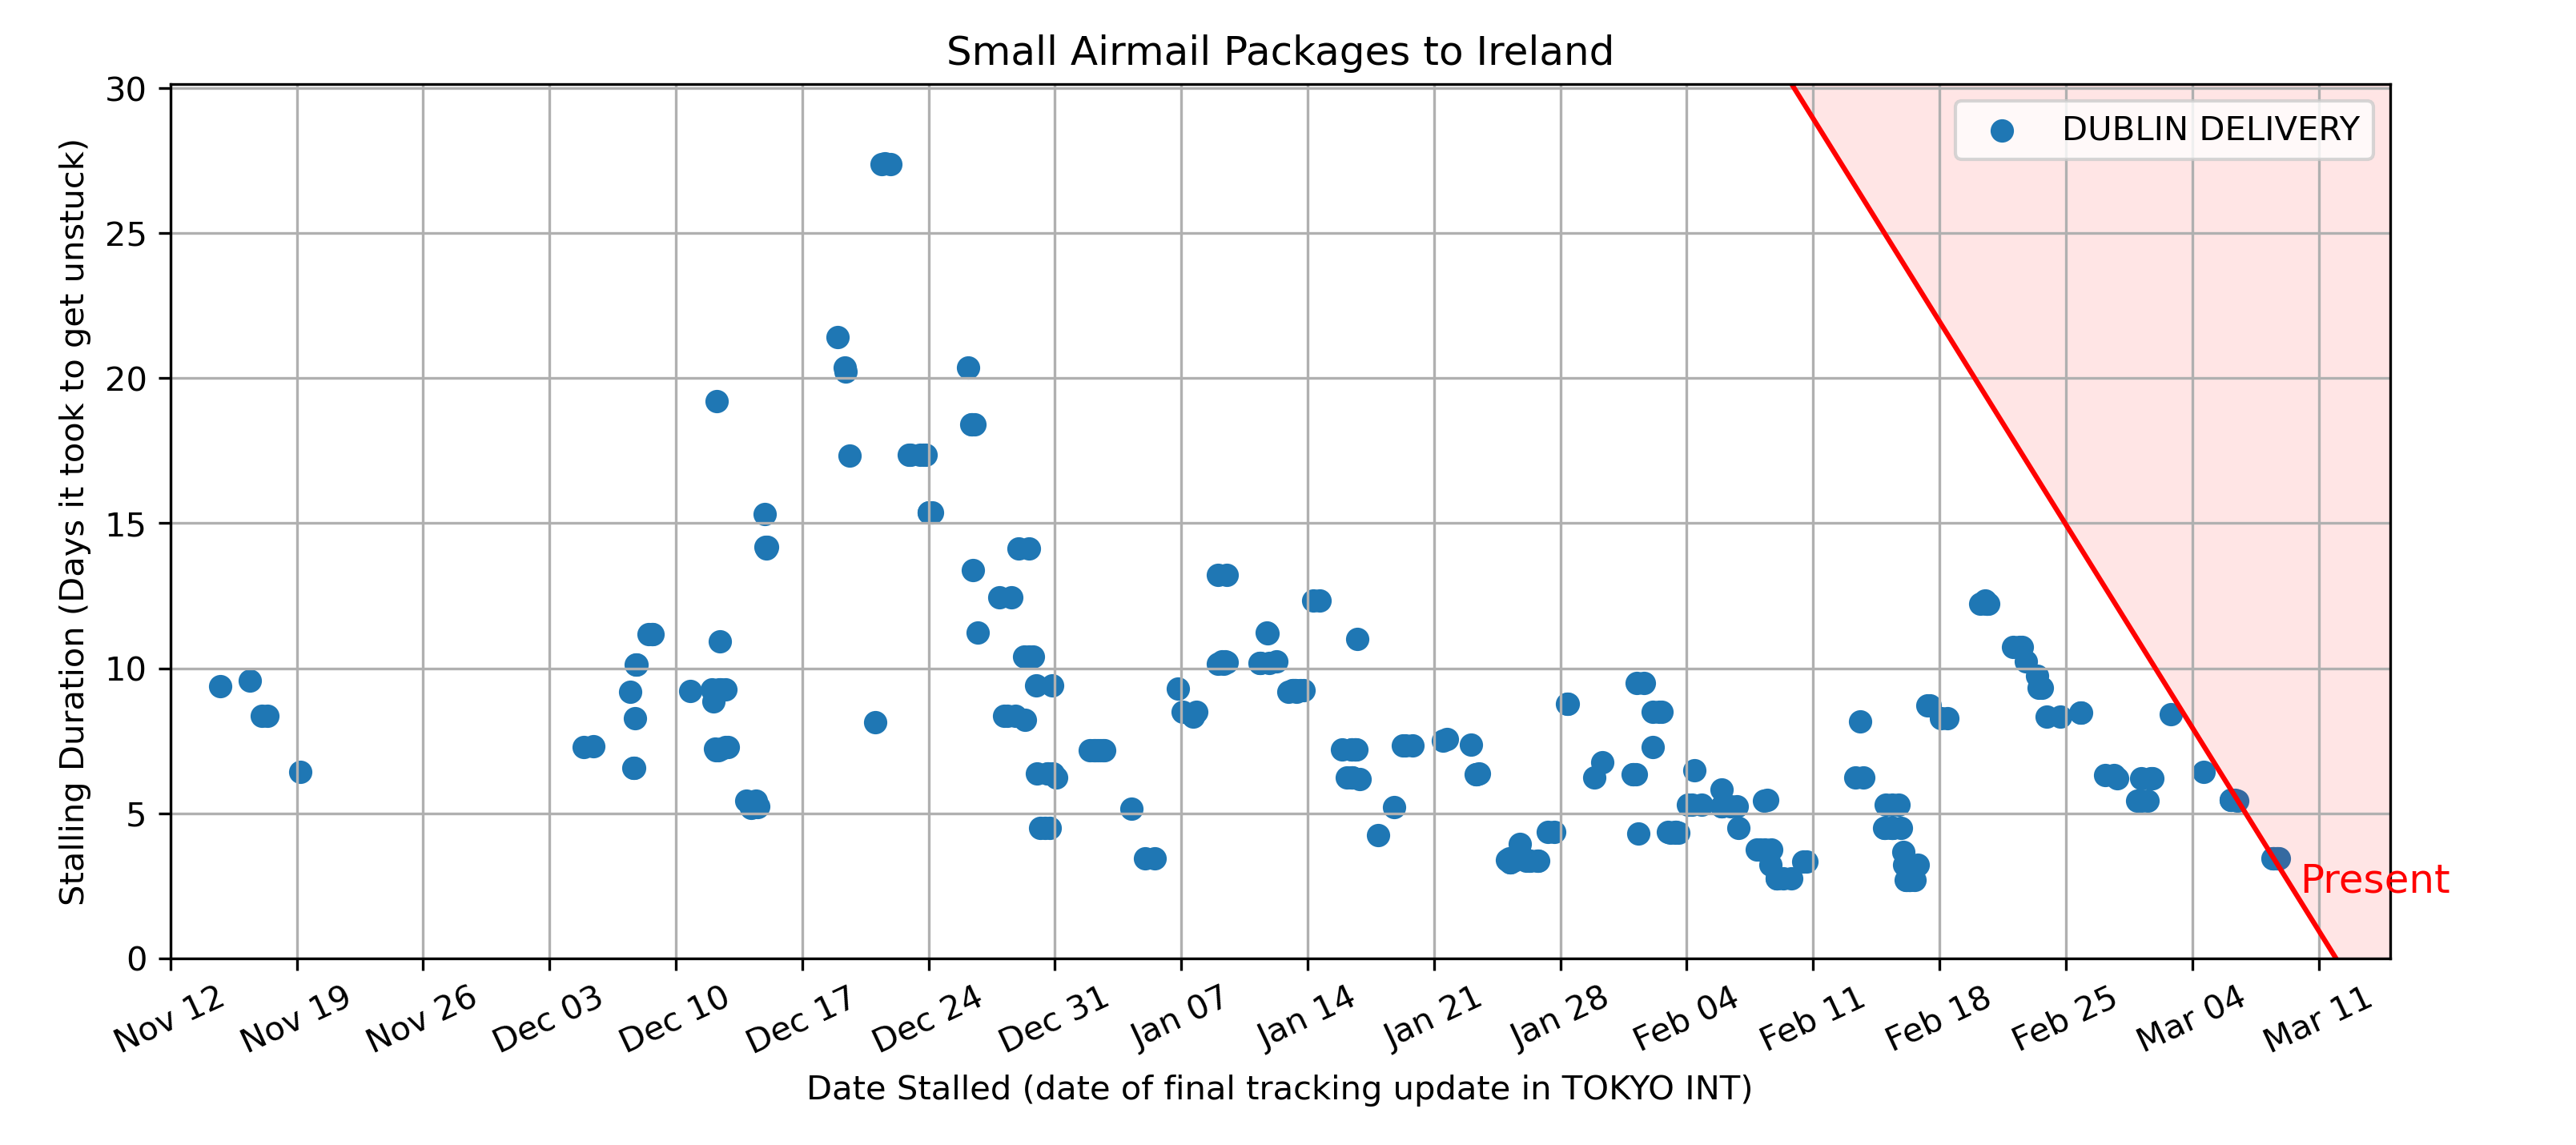 Small Airmail Packages to Ireland
Stalling Duration (Days it took to get unstuck)
30
25
20
15
10
5
0
DUBLIN DELIVERY
Present
Nov 12
Nov 19
Nov 26
Dec 03
Dec 10
Dec 17
Dec 24
Dec 31
Jan 07
Jan 14
Jan 21
Jan 28
Feb 04
Feb 11
Feb 18
Feb 25
Mar 04
Mar 11
Date Stalled (date of final tracking update in TOKYO INT)